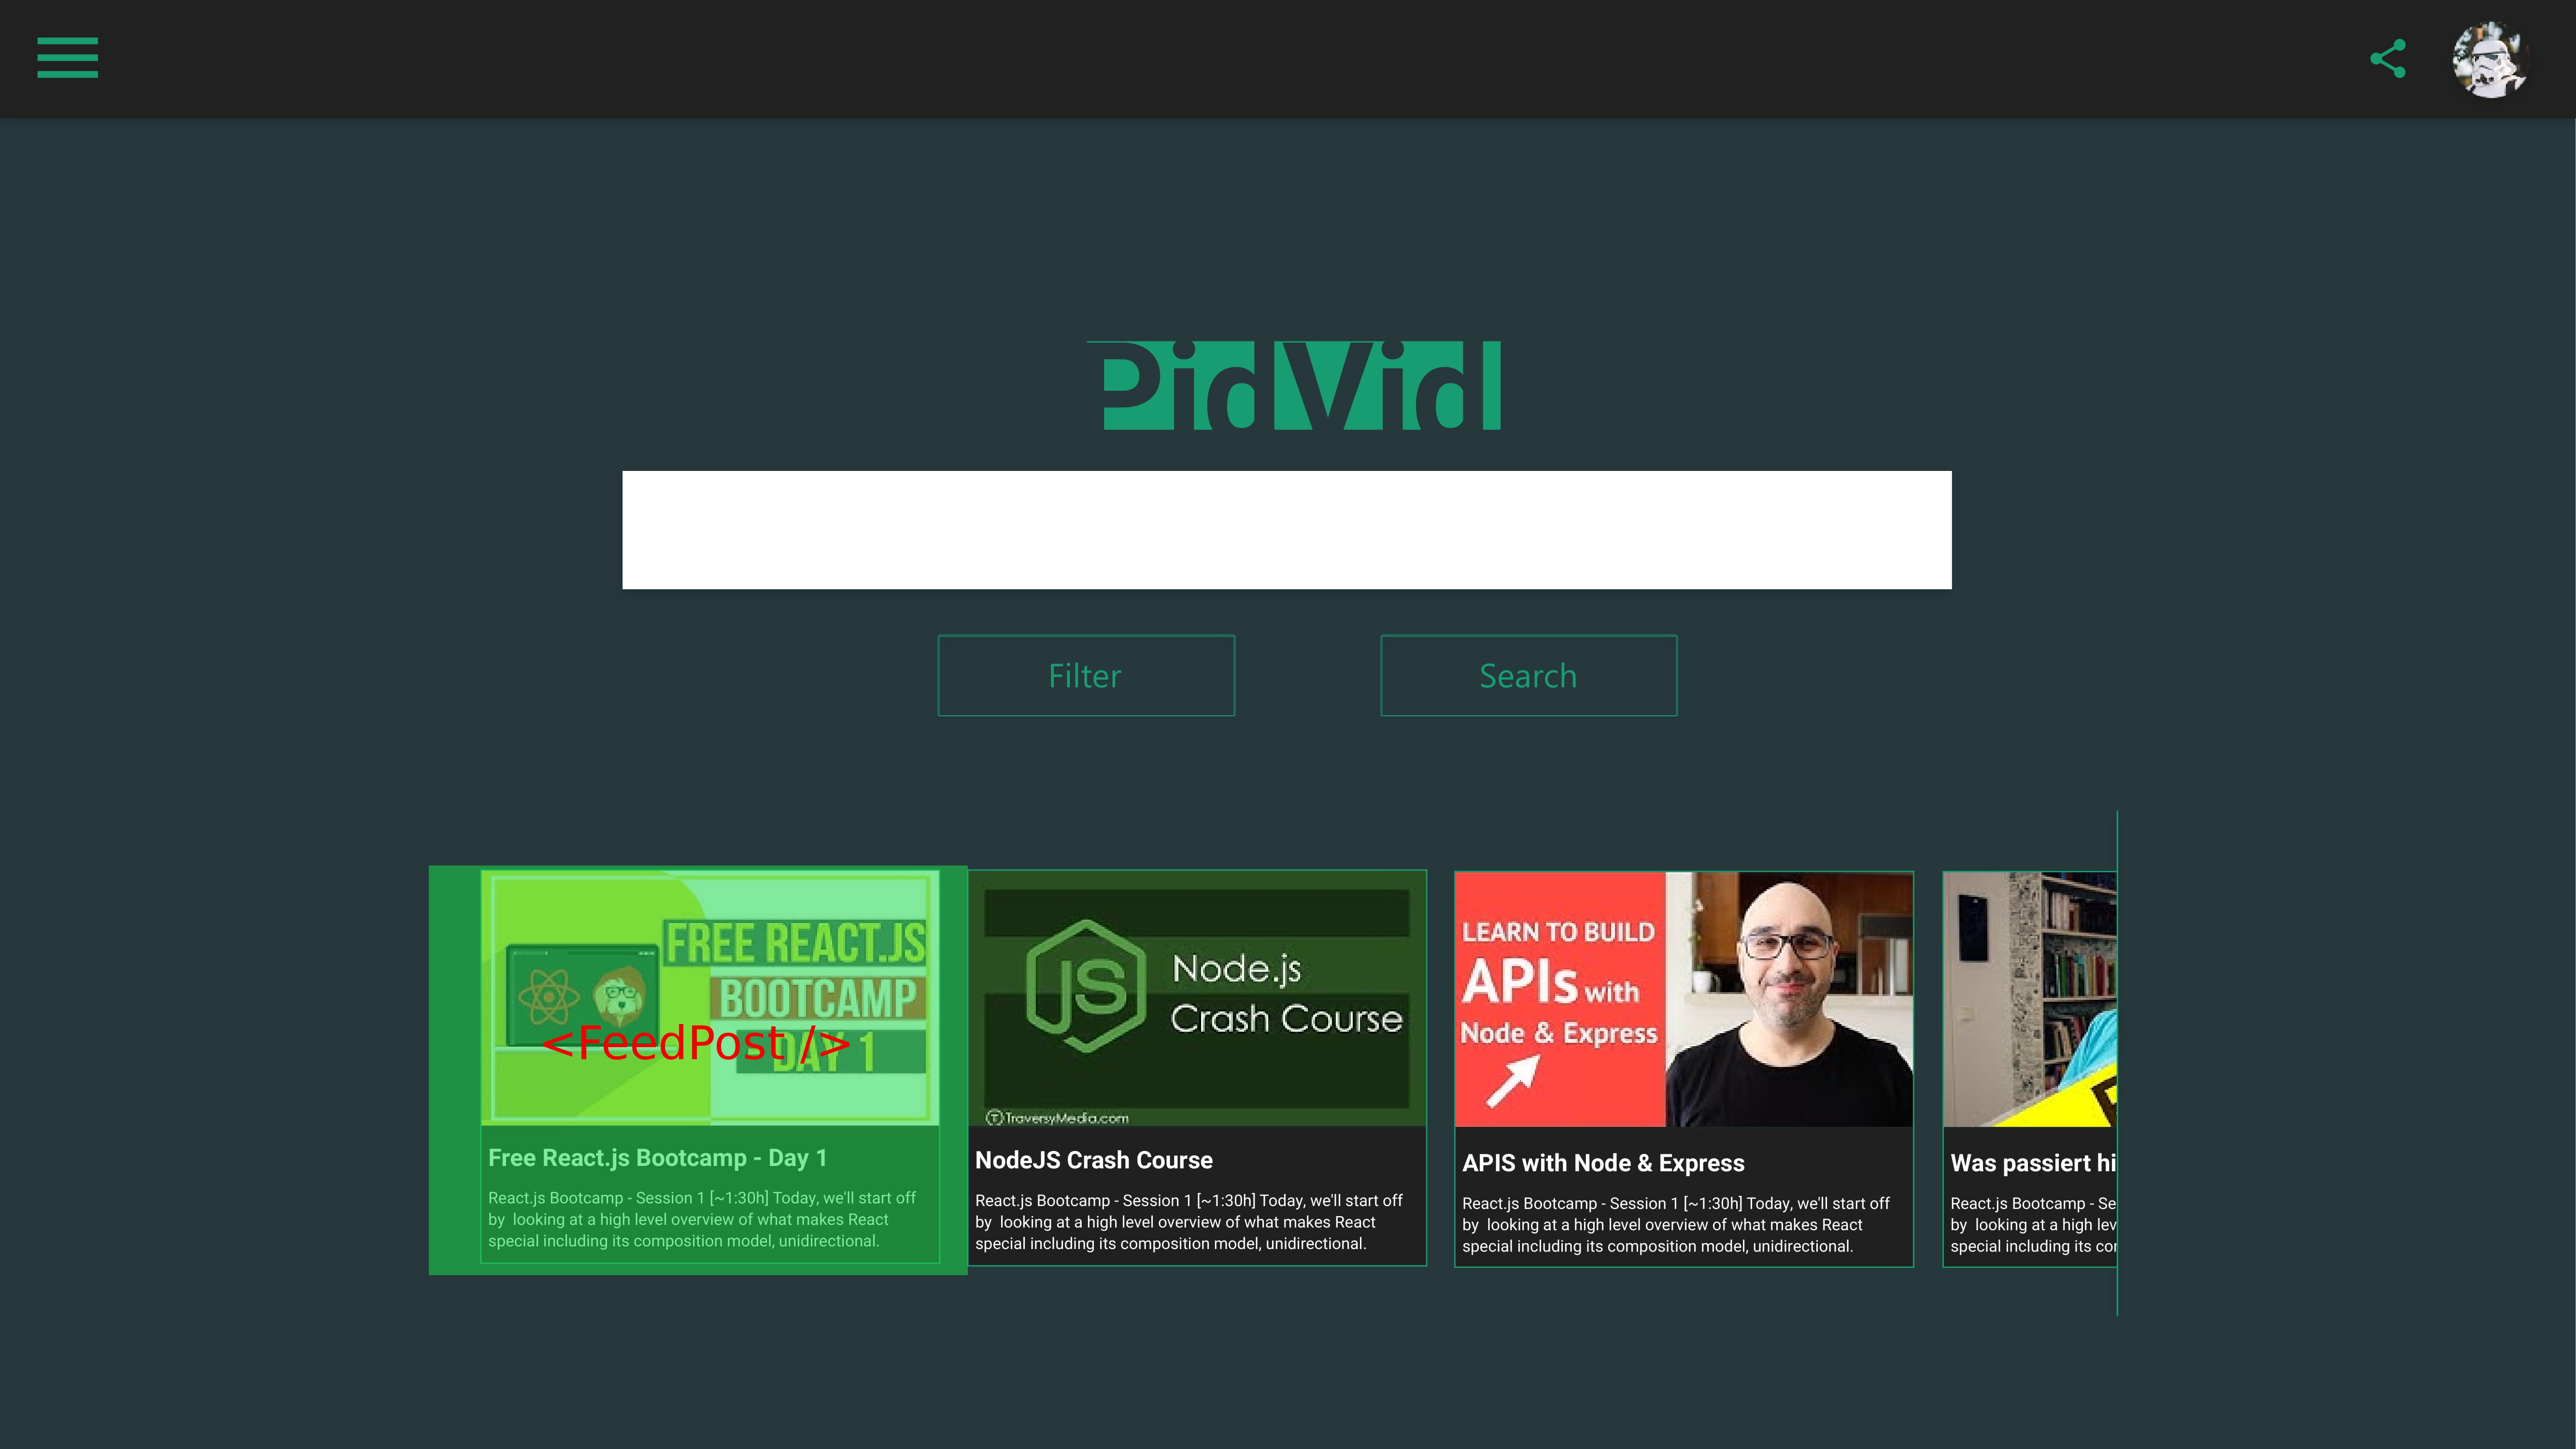 PidVid
Filter
Search
FREE REACT.JS
BOOTCAMP
DAY 1
<FeedPost />
Free React.js Bootcamp - Day 1
React.js Bootcamp - Session 1 [~1:30h] Today, we'll start off
by  looking at a high level overview of what makes React
special including its composition model, unidirectional.
JS
Node.js
Crash Course
TraversyMedia.com
NodeJS Crash Course
React.js Bootcamp - Session 1 [~1:30h] Today, we'll start off
by  looking at a high level overview of what makes React
special including its composition model, unidirectional.
LEARN TO BUILD
APIs with
Node & Express
APIS with Node & Express
React.js Bootcamp - Session 1 [~1:30h] Today, we'll start off
by  looking at a high level overview of what makes React
special including its composition model, unidirectional.
Was passiert hi
React.js Bootcamp - Se
by  looking at a high lev
special including its cor